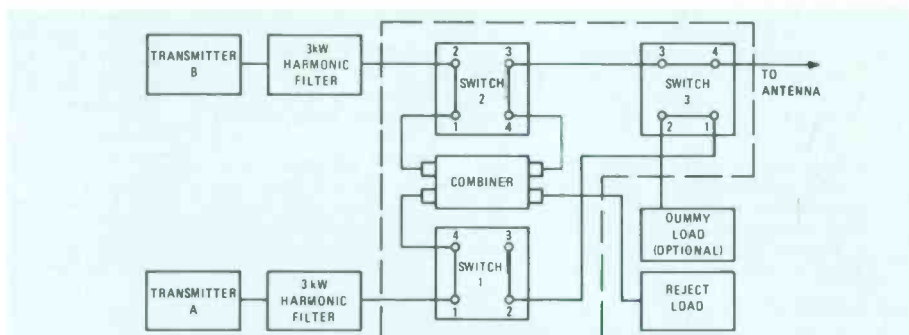 TRANSMITTER
B
3kW
HARMONIC
FILTER
2
3
SWITCH
2
1
4
3
4
SWITCH
3
2
1
TO
ANTENNA
COMBINER
4
3
SWITCH
1
1
2
DUMMY
LOAD
(OPTIONAL)
REJECT
LOAD
TRANSMITTER
A
3kW
HARMONIC
FILTER